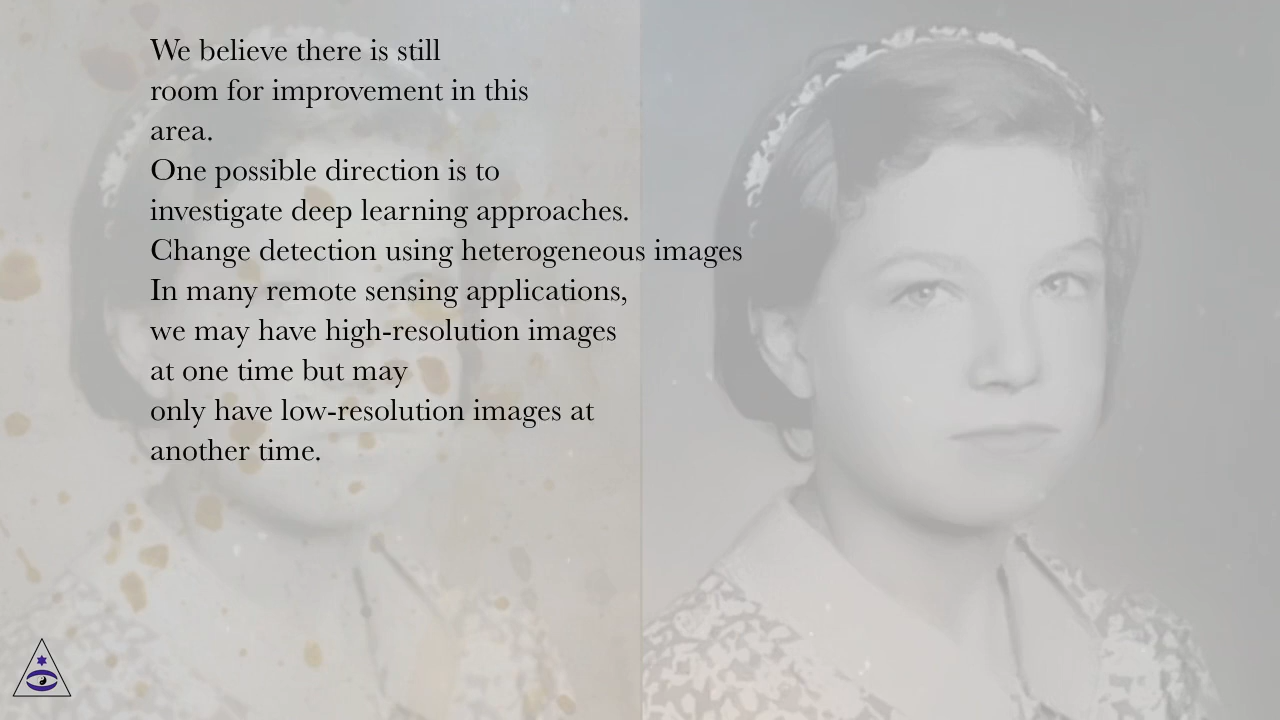 We believe there is still
room for improvement in this
area.
One possible direction is to
investigate deep learning approaches.
Change detection using heterogeneous images
In many remote sensing applications,
we may have high-resolution images
at one time but may
only have low-resolution images at
another time.